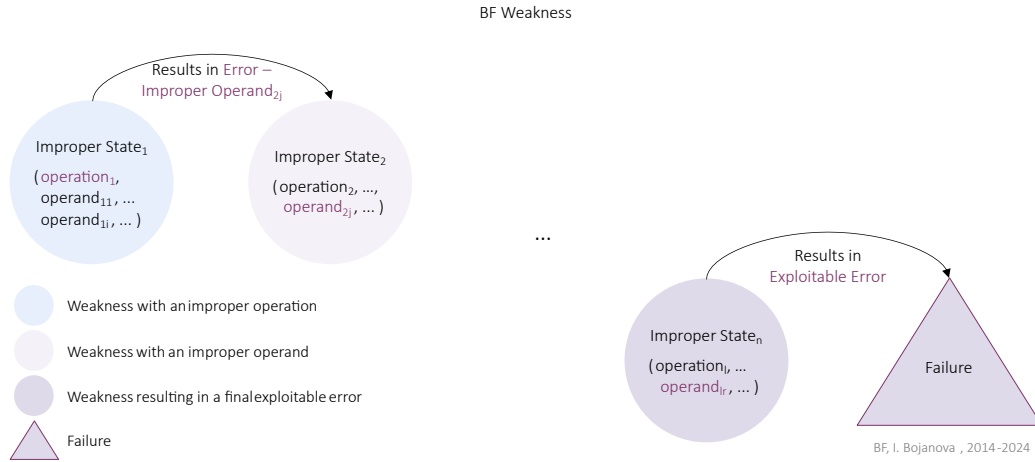 BF Weakness
Results in Error –
Improper Operand₂ⱼ
Improper State₁
(operation₁,
operand₁₁, ...
operand₁ᵢ, ... )
Improper State₂
(operation₂, ...,
operand₂ⱼ, ... )
...
Results in
Exploitable Error
Improper Stateₙ
(operationₗ, ...
operandₗᵣ, ... )
Failure
Weakness with an improper operation
Weakness with an improper operand
Weakness resulting in a final exploitable error
Failure
BF, I. Bojanova , 2014-2024